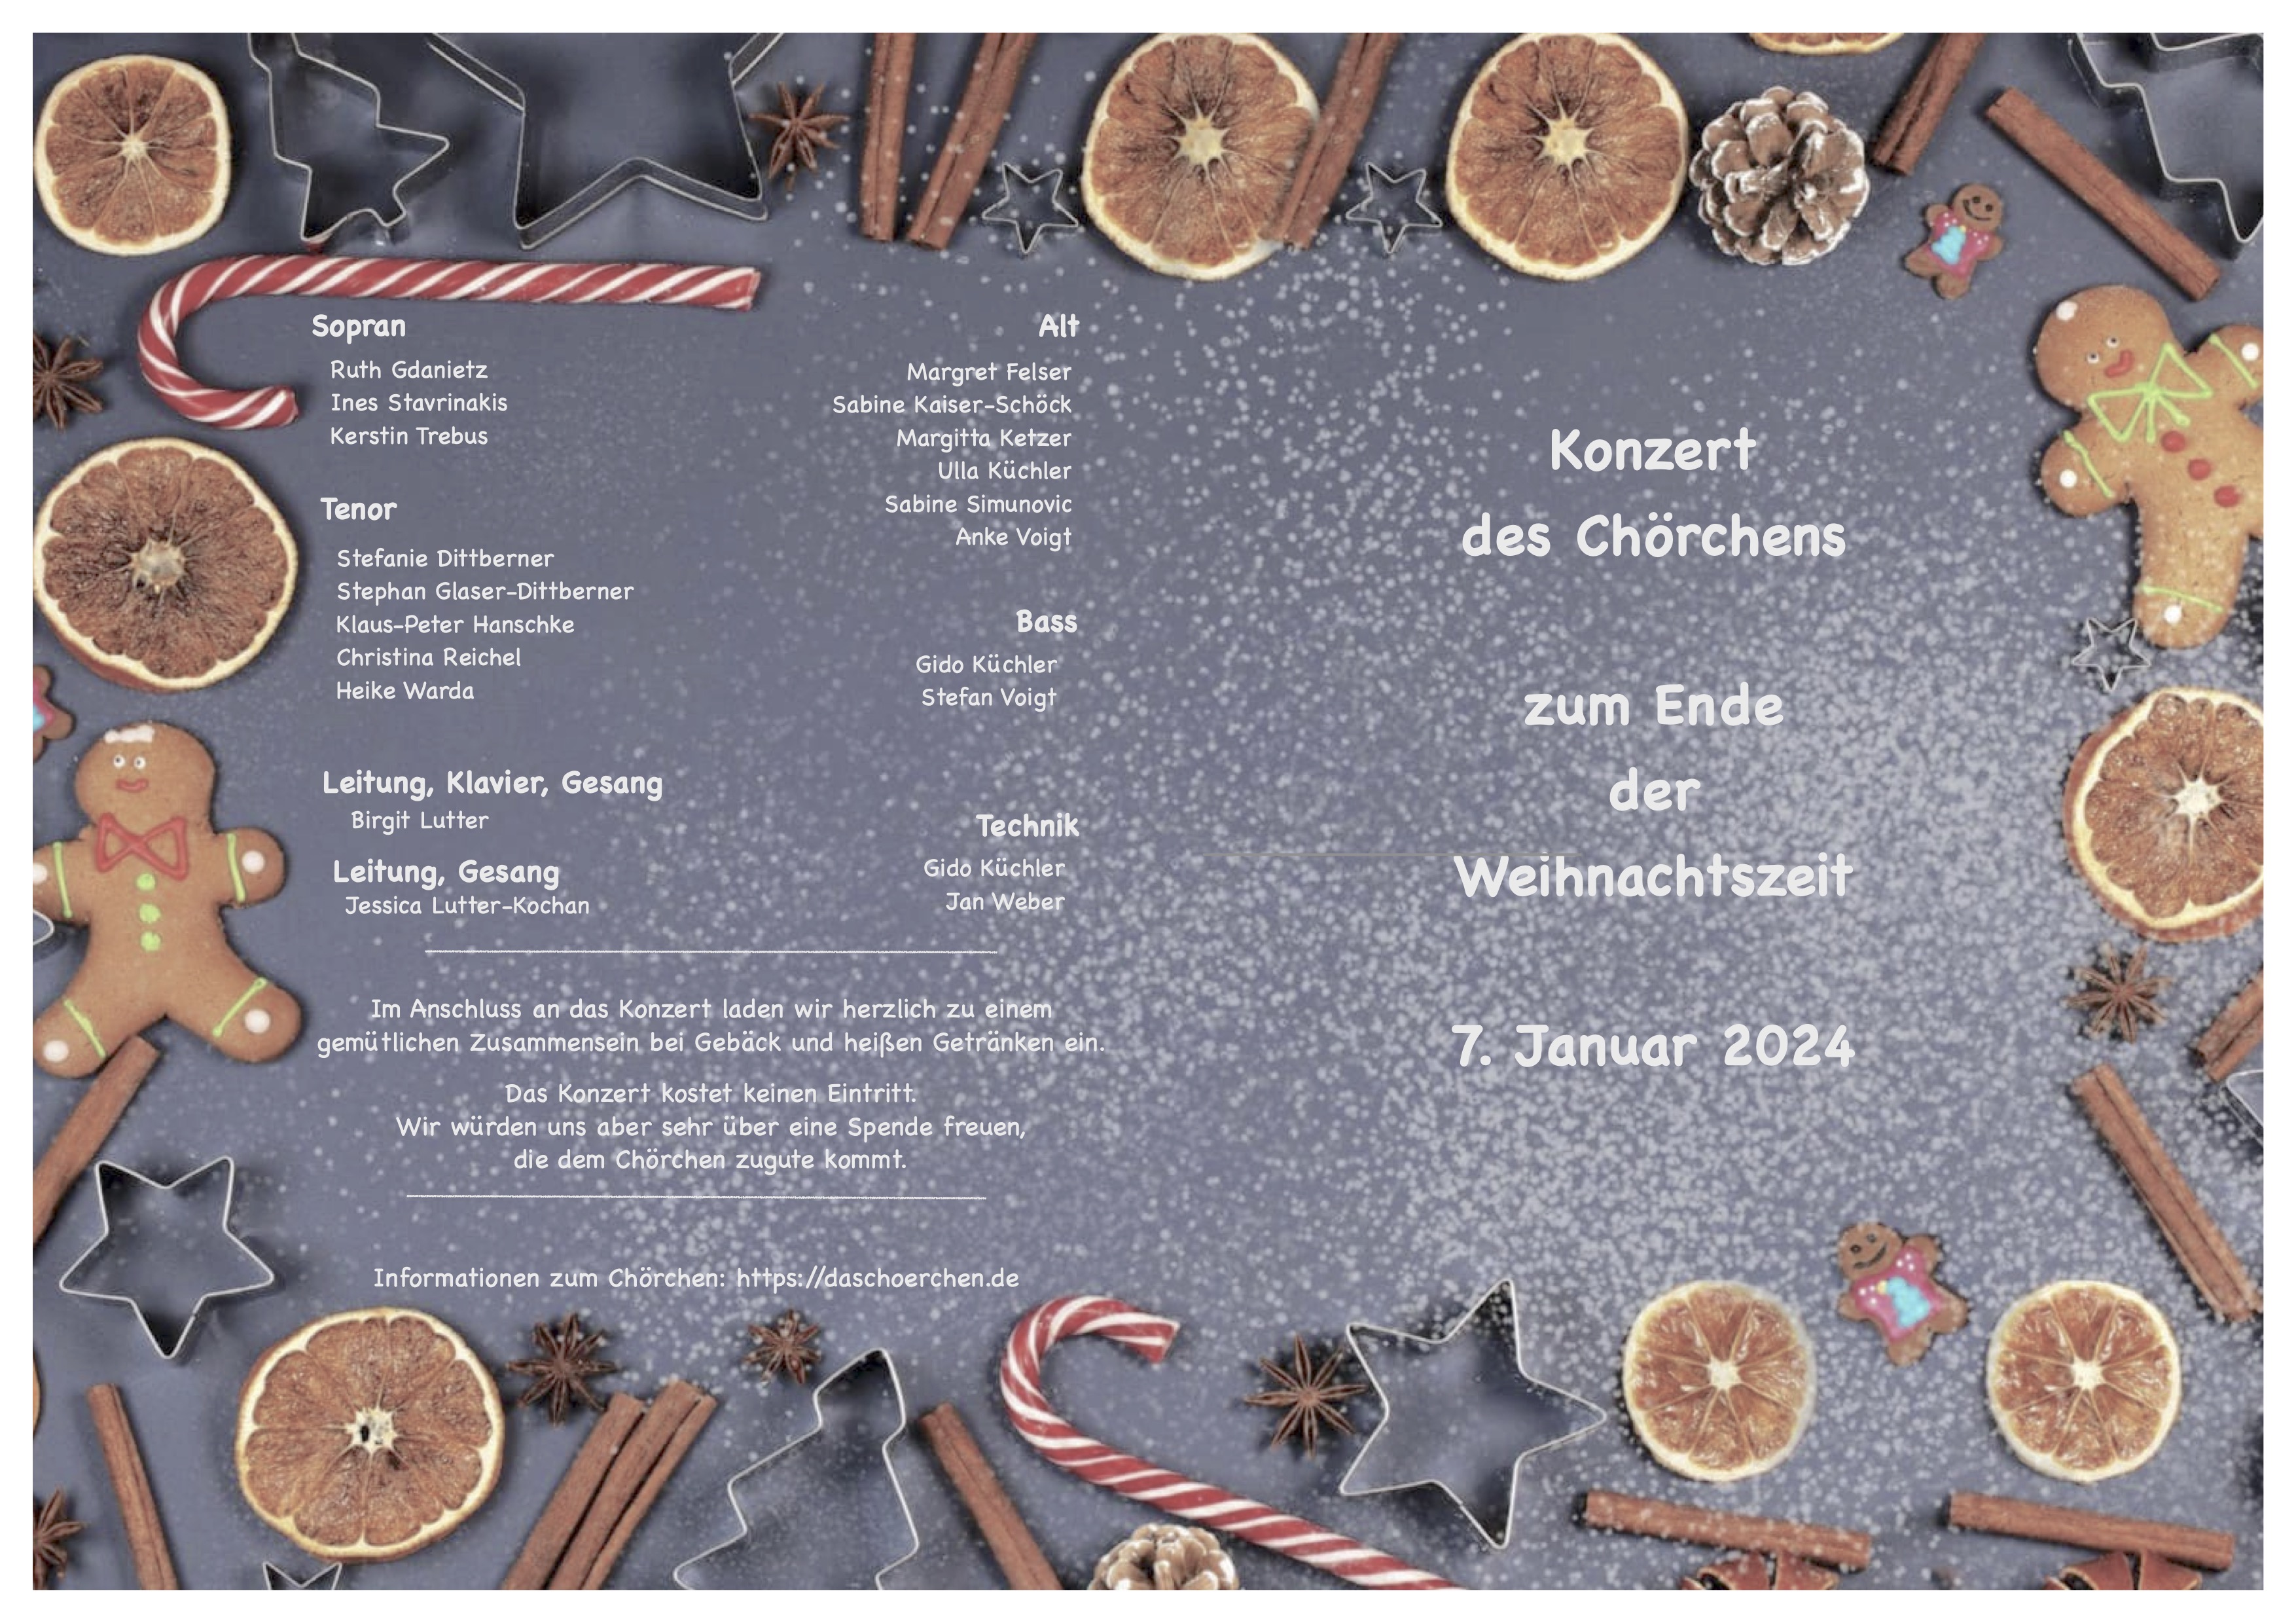 Sopran
Ruth Gdanietz
Ines Stavrinakis
Kerstin Trebus
Tenor
Stefanie Dittberner
Stephan Glaser-Dittberner
Klaus-Peter Hanschke
Christina Reichel
Heike Warda
Leitung, Klavier, Gesang
Birgit Lutter
Leitung, Gesang
Jessica Lutter-Kochan
Alt
Margret Felser
Sabine Kaiser-Schöck
Margitta Ketzer
Ulla Küchler
Sabine Simunovic
Anke Voigt
Bass
Gido Küchler
Stefan Voigt
Technik
Gido Küchler
Jan Weber
Im Anschluss an das Konzert laden wir herzlich zu einem
gemütlichen Zusammensein bei Gebäck und heißen Getränken ein.
Das Konzert kostet keinen Eintritt.
Wir würden uns aber sehr über eine Spende freuen,
die dem Chörchen zugute kommt.
Informationen zum Chörchen: https://daschoerchen.de
Konzert
des Chörchens
zum Ende
der
Weihnachtszeit
7. Januar 2024